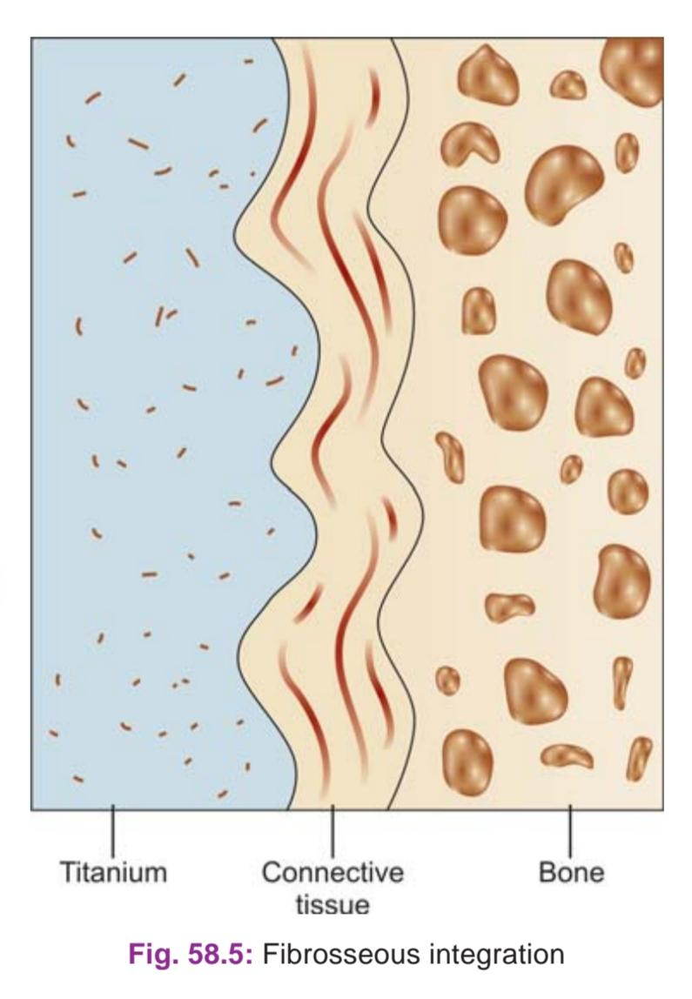 Titanium
Connective
tissue
Bone
Fig. 58.5: Fibrosseous integration